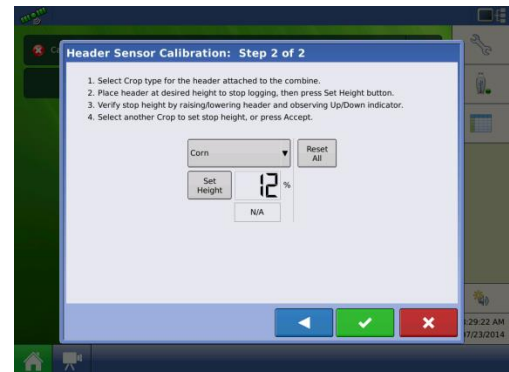 Header Sensor Calibration: Step 2 of 2
1. Select Crop type for the header attached to the combine.
2. Place header at desired height to stop logging, then press Set Height button.
3. Verify stop height by raising/lowering header and observing Up/Down indicator.
4. Select another Crop to set stop height, or press Accept.
Corn
Reset All
Set Height
12 %
N/A
:29:22 AM
7/23/2014